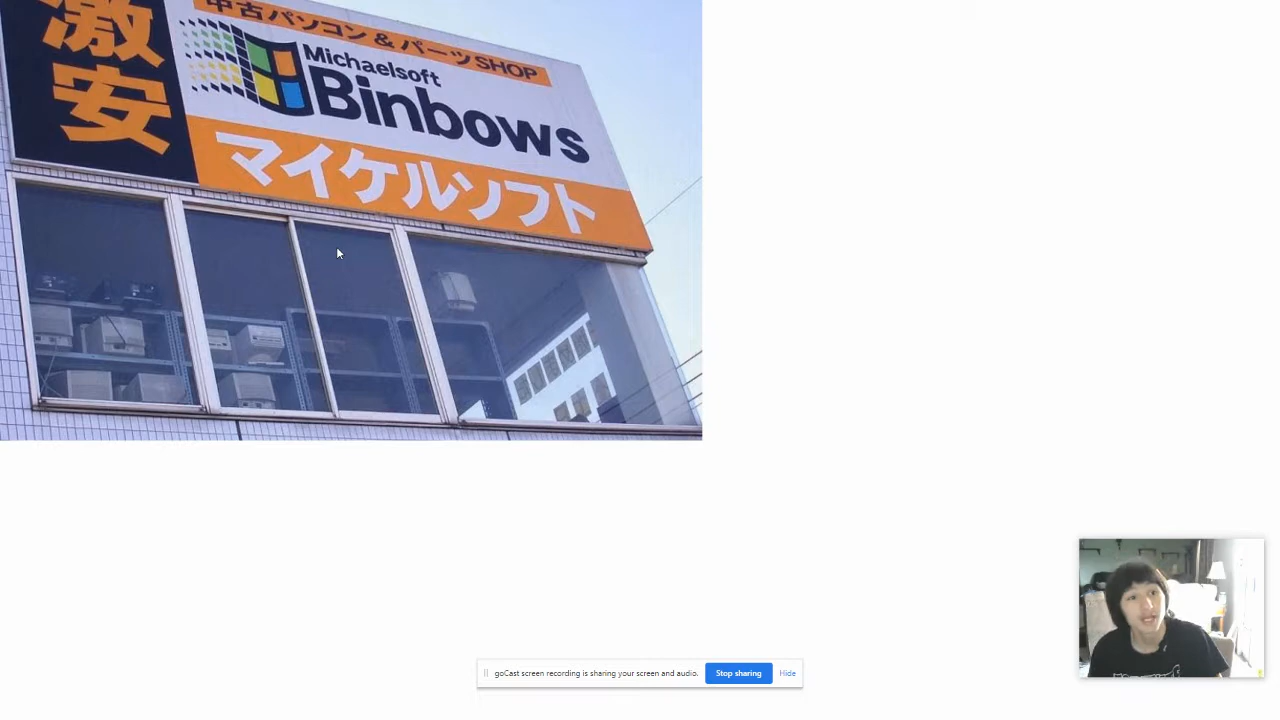 激安
中古パソコン & パーツSHOP
Michaelsoft
Binbows
マイケルソフト
goCast screen recording is sharing your screen and audio.
Stop sharing
Hide